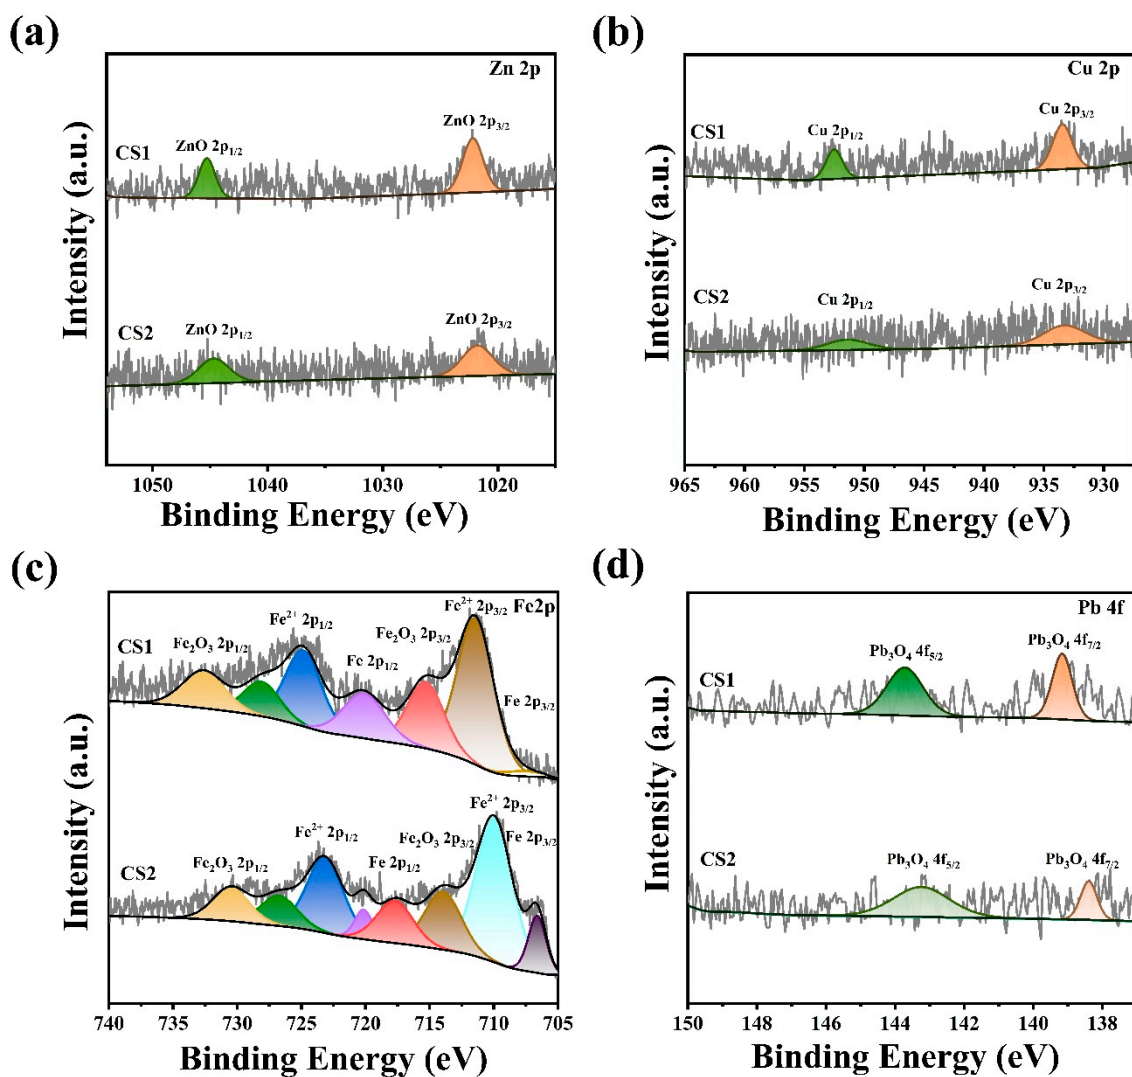 (a)
Zn 2p
CS1
ZnO 2p1/2
ZnO 2p3/2
CS2
ZnO 2p1/2
ZnO 2p3/2
Intensity (a.u.)
1050 1040 1030 1020
Binding Energy (eV)
(b)
Cu 2p
CS1
Cu 2p1/2
Cu 2p3/2
CS2
Cu 2p1/2
Cu 2p3/2
Intensity (a.u.)
965 960 955 950 945 940 935 930
Binding Energy (eV)
(c)
Fe2p
CS1
Fe2O3 2p1/2
Fe2+ 2p1/2
Fe 2p1/2
Fe2O3 2p3/2
Fe2+ 2p3/2
Fe 2p3/2
CS2
Fe2O3 2p1/2
Fe2+ 2p1/2
Fe 2p1/2
Fe2O3 2p3/2
Fe2+ 2p3/2
Fe 2p3/2
Intensity (a.u.)
740 735 730 725 720 715 710 705
Binding Energy (eV)
(d)
Pb 4f
CS1
Pb3O4 4f5/2
Pb3O4 4f7/2
CS2
Pb3O4 4f5/2
Pb3O4 4f7/2
Intensity (a.u.)
150 148 146 144 142 140 138
Binding Energy (eV)